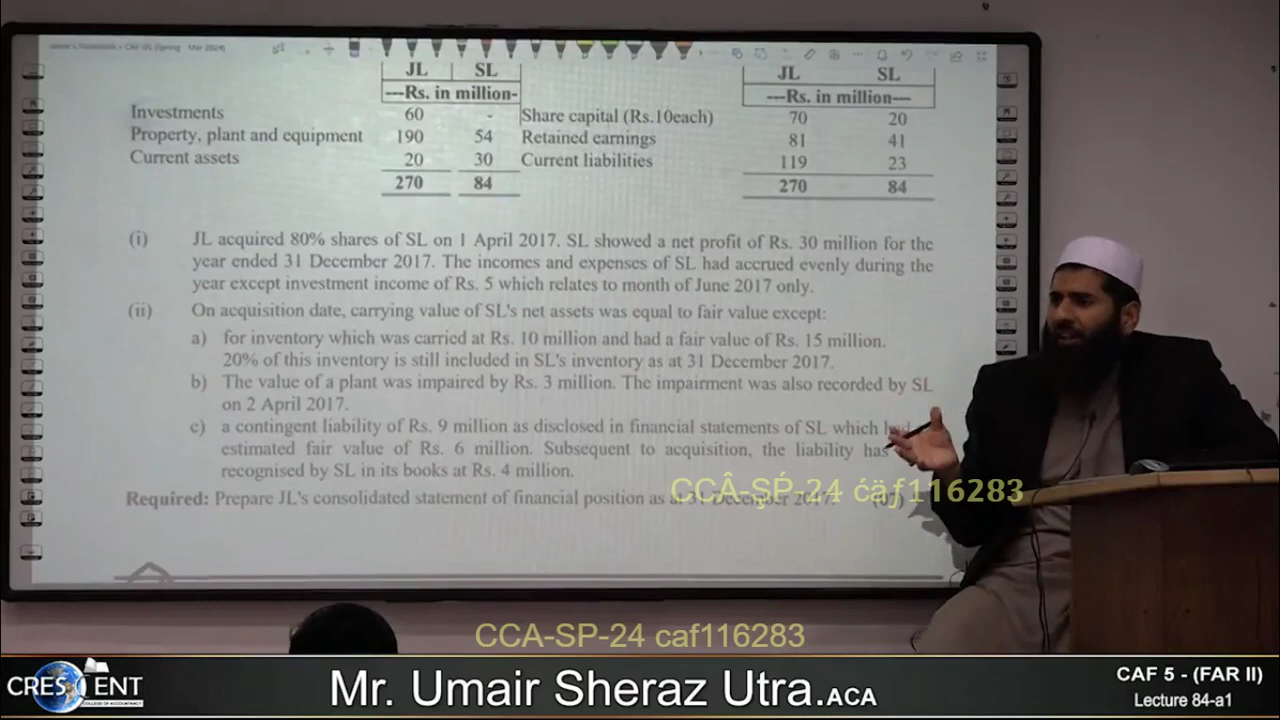 JL SL
---Rs. in million-
Investments 60 -
Property, plant and equipment 190 54
Current assets 20 30
270 84
JL SL
---Rs. in million---
Share capital (Rs.10each) 70 20
Retained earnings 81 41
Current liabilities 119 23
270 84
(i) JL acquired 80% shares of SL on 1 April 2017. SL showed a net profit of Rs. 30 million for the
year ended 31 December 2017. The incomes and expenses of SL had accrued evenly during the
year except investment income of Rs. 5 which relates to month of June 2017 only.
(ii) On acquisition date, carrying value of SL's net assets was equal to fair value except:
a) for inventory which was carried at Rs. 10 million and had a fair value of Rs. 15 million.
20% of this inventory is still included in SL's inventory as at 31 December 2017.
b) The value of a plant was impaired by Rs. 3 million. The impairment was also recorded by SL
on 2 April 2017.
c) a contingent liability of Rs. 9 million as disclosed in financial statements of SL which
estimated fair value of Rs. 6 million. Subsequent to acquisition, the liability has
recognised by SL in its books at Rs. 4 million.
Required: Prepare JL's consolidated statement of financial position as at 31 December 2017. (07)
CCÂ-ŞṔ-24 ćäƒ116283
CCA-SP-24 caf116283
CRESCENT
COLLEGE OF ACCOUNTANCY
Mr. Umair Sheraz Utra.ACA
CAF 5 - (FAR II)
Lecture 84-a1